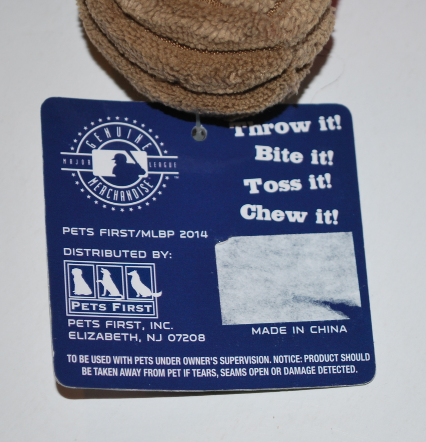 GENUINE
MAJOR LEAGUE
MERCHANDISE
Throw it!
Bite it!
Toss it!
Chew it!
PETS FIRST/MLBP 2014
DISTRIBUTED BY:
PETS FIRST
PETS FIRST, INC.
ELIZABETH, NJ 07208
MADE IN CHINA
TO BE USED WITH PETS UNDER OWNER'S SUPERVISION. NOTICE: PRODUCT SHOULD
BE TAKEN AWAY FROM PET IF TEARS, SEAMS OPEN OR DAMAGE DETECTED.